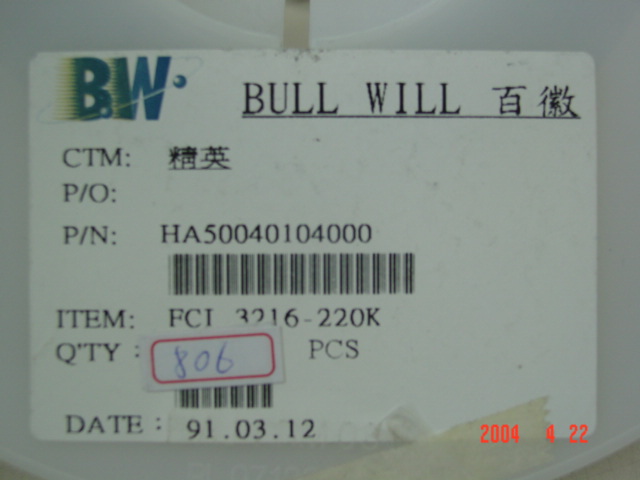 BW
BULL WILL 百徽
CTM: 精英
P/O:
P/N: HA50040104000
ITEM: FCI 3216-220K
Q'TY : 806 PCS
DATE: 91.03.12
2004 4 22